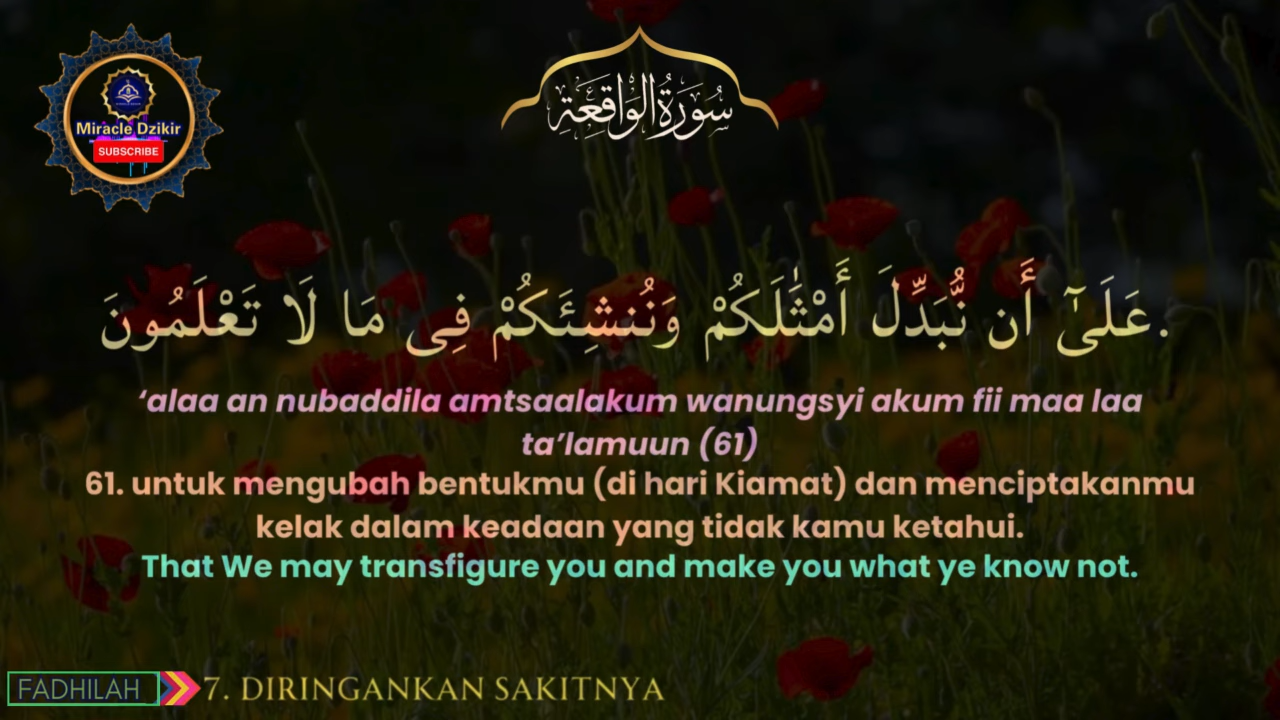 Miracle Dzikir
SUBSCRIBE
سُورَةُ الْوَاقِعَة
عَلَىٰٓ أَن نُّبَدِّلَ أَمْثَٰلَكُمْ وَنُنشِئَكُمْ فِى مَا لَا تَعْلَمُونَ.
‘alaa an nubaddila amtsaalakum wanungsyi akum fii maa laa
ta’lamuun (61)
61. untuk mengubah bentukmu (di hari Kiamat) dan menciptakanmu
kelak dalam keadaan yang tidak kamu ketahui.
That We may transfigure you and make you what ye know not.
FADHILAH
7. DIRINGANKAN SAKITNYA